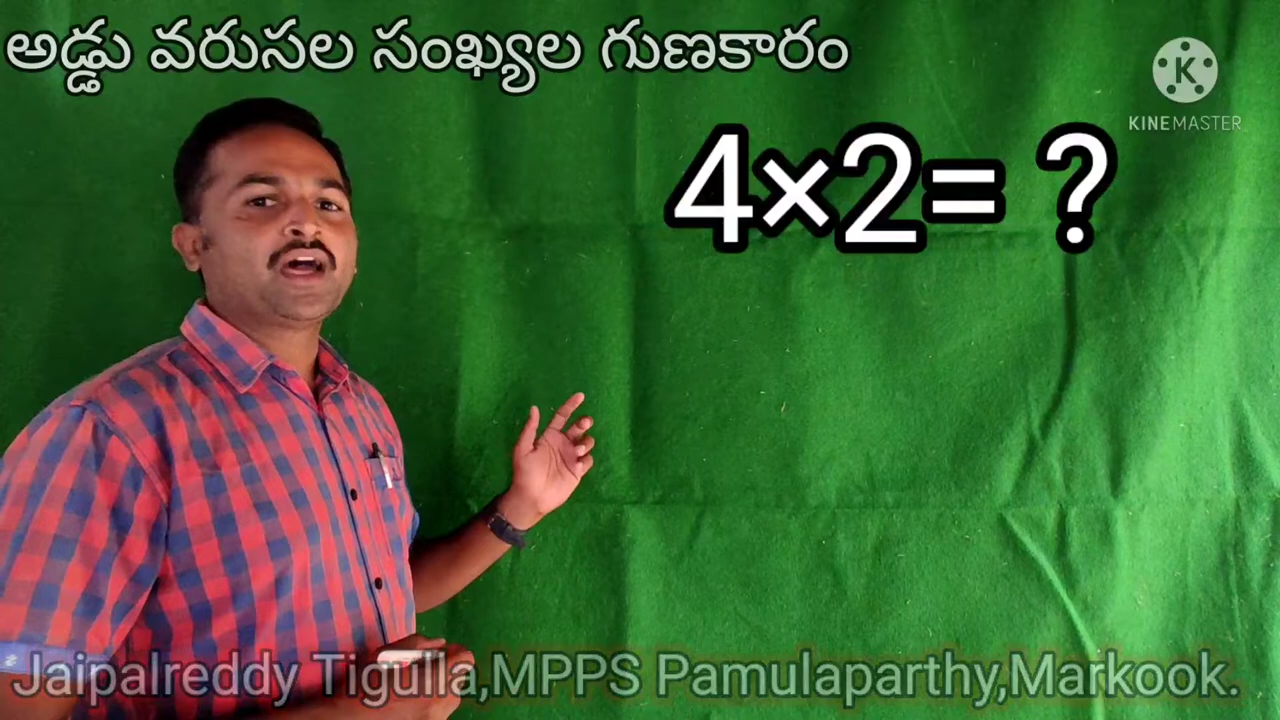 అడ్డు వరుసల సంఖ్యల గుణకారం
KINEMASTER
4×2= ?
Jaipalreddy Tigulla,MPPS Pamulaparthy,Markook.